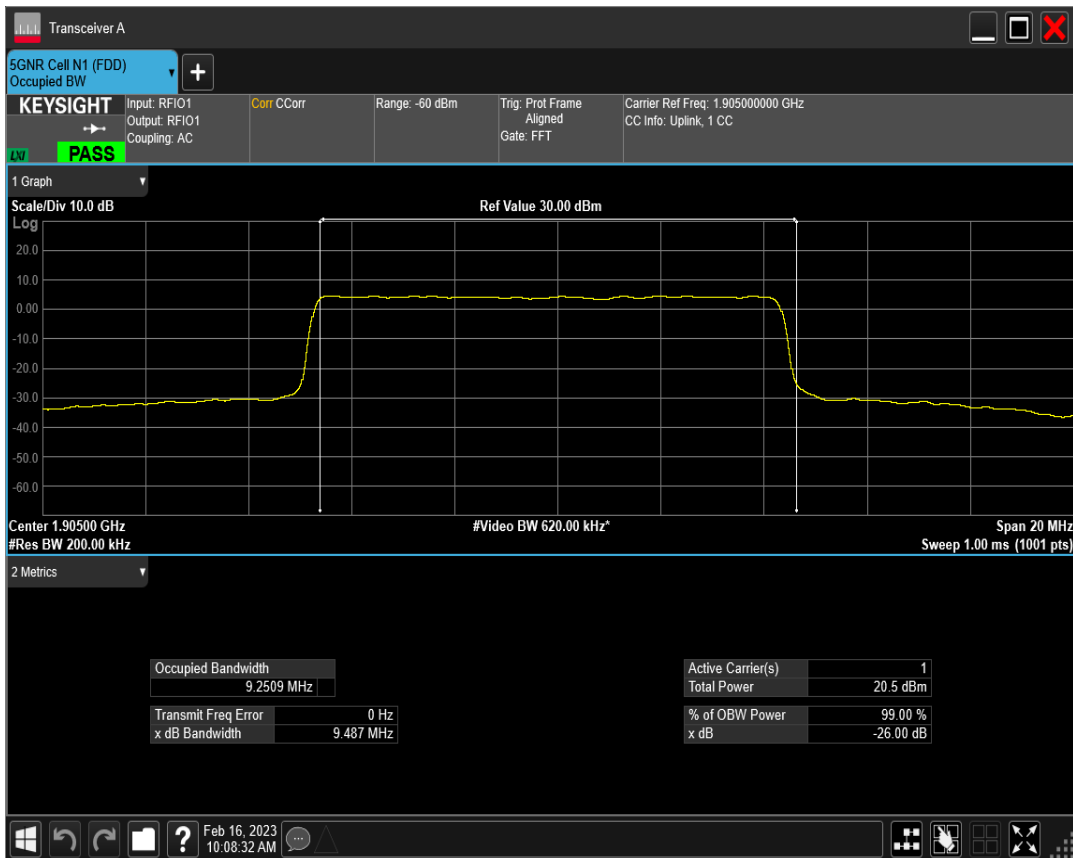 Transceiver A
5GNR Cell N1 (FDD)
Occupied BW
+
KEYSIGHT
LXI
PASS
Input: RFIO1
Output: RFIO1
Coupling: AC
Corr CCorr
Range: -60 dBm
Trig: Prot Frame
Aligned
Gate: FFT
Carrier Ref Freq: 1.905000000 GHz
CC Info: Uplink, 1 CC
1 Graph
Scale/Div 10.0 dB
Ref Value 30.00 dBm
Log
20.0
10.0
0.00
-10.0
-20.0
-30.0
-40.0
-50.0
-60.0
Center 1.90500 GHz
#Video BW 620.00 kHz*
Span 20 MHz
#Res BW 200.00 kHz
Sweep 1.00 ms (1001 pts)
2 Metrics
Occupied Bandwidth
9.2509 MHz
Transmit Freq Error 0 Hz
x dB Bandwidth 9.487 MHz
Active Carrier(s) 1
Total Power 20.5 dBm
% of OBW Power 99.00 %
x dB -26.00 dB
?
Feb 16, 2023
10:08:32 AM